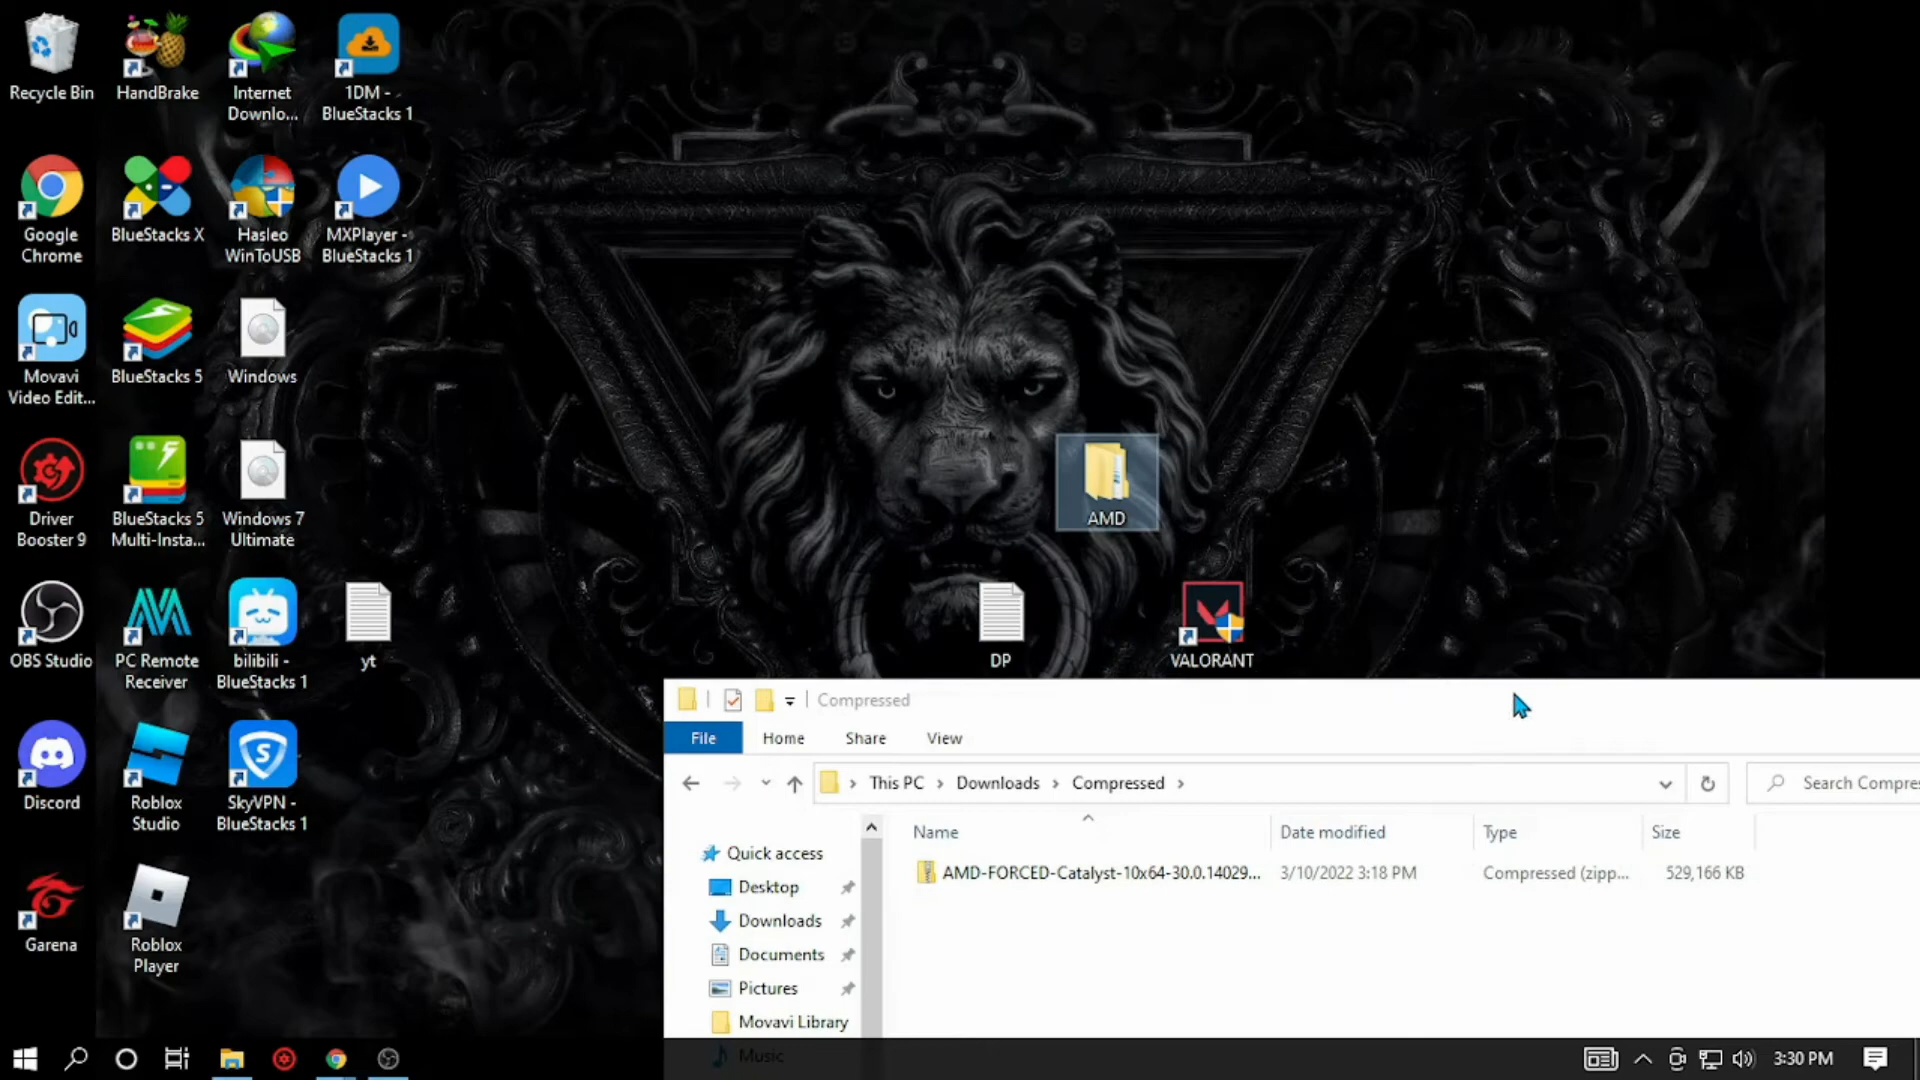 Recycle Bin
HandBrake
Internet
Downlo...
1DM -
BlueStacks 1
Google
Chrome
BlueStacks X
Hasleo
WinToUSB
MXPlayer -
BlueStacks 1
Movavi
Video Edit...
BlueStacks 5
Windows
Driver
Booster 9
BlueStacks 5
Multi-Insta...
Windows 7
Ultimate
AMD
OBS Studio
PC Remote
Receiver
bilibili -
BlueStacks 1
yt
DP
VALORANT
Discord
Roblox
Studio
SkyVPN -
BlueStacks 1
Garena
Roblox
Player
Compressed
File Home Share View
This PC Downloads Compressed
Search Compres
Name Date modified Type Size
AMD-FORCED-Catalyst-10x64-30.0.14029... 3/10/2022 3:18 PM Compressed (zipp... 529,166 KB
Quick access
Desktop
Downloads
Documents
Pictures
Movavi Library
Music
3:30 PM